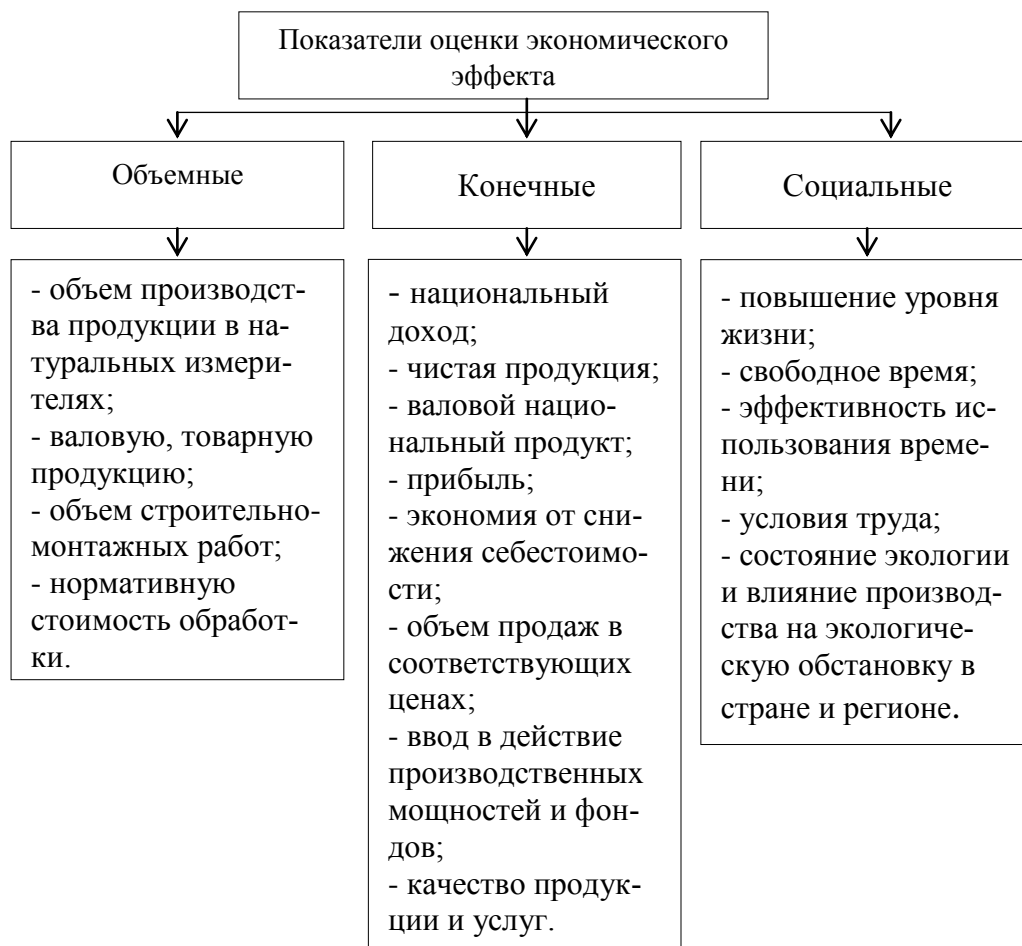 Показатели оценки экономического
эффекта
Объемные
Конечные
Социальные
- объем производст-
ва продукции в на-
туральных измери-
телях;
- валовую, товарную
продукцию;
- объем строительно-
монтажных работ;
- нормативную
стоимость обработ-
ки.
- национальный
доход;
- чистая продукция;
- валовой нацио-
нальный продукт;
- прибыль;
- экономия от сни-
жения себестоимо-
сти;
- объем продаж в
соответствующих
ценах;
- ввод в действие
производственных
мощностей и фон-
дов;
- качество продук-
ции и услуг.
- повышение уровня
жизни;
- свободное время;
- эффективность ис-
пользования време-
ни;
- условия труда;
- состояние экологии
и влияние производ-
ства на экологиче-
скую обстановку в
стране и регионе.